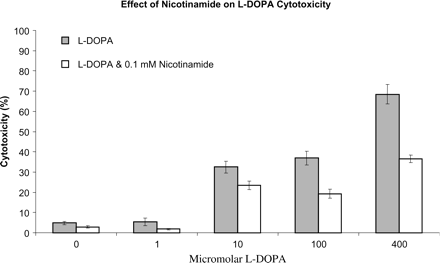 Effect of Nicotinamide on L-DOPA Cytotoxicity
100
90
80
70
60
50
40
30
20
10
0
Cytotoxicity (%)
L-DOPA
L-DOPA & 0.1 mM Nicotinamide
0 1 10 100 400
Micromolar L-DOPA